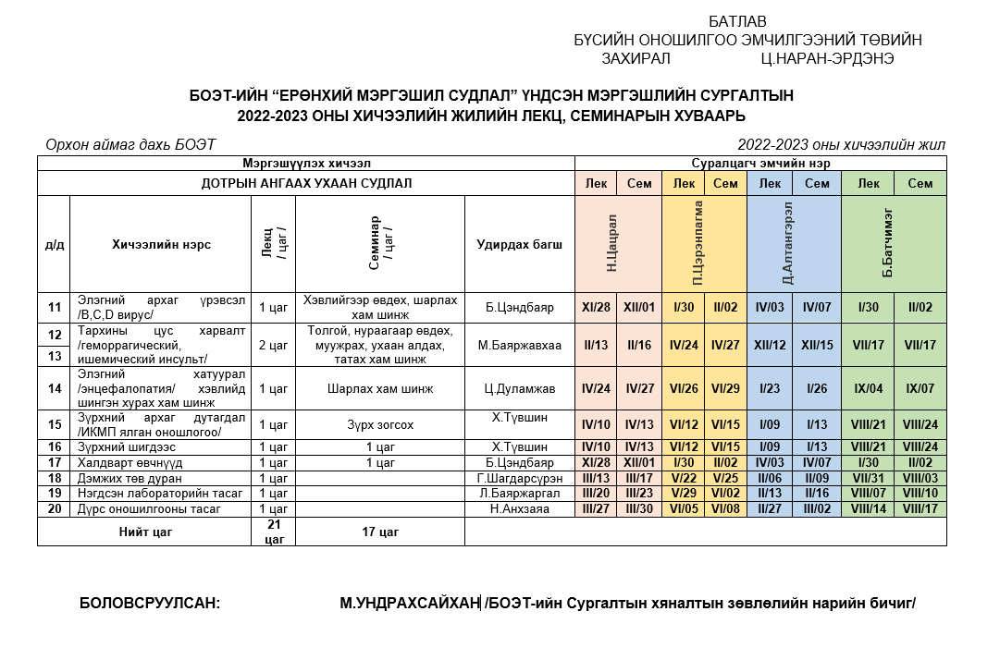 БАТЛАВ
БҮСИЙН ОНОШИЛГОО ЭМЧИЛГЭЭНИЙ ТӨВИЙН
ЗАХИРАЛ Ц.НАРАН-ЭРДЭНЭ
БОЭТ-ИЙН “ЕРӨНХИЙ МЭРГЭШИЛ СУДЛАЛ” ҮНДСЭН МЭРГЭШЛИЙН СУРГАЛТЫН
2022-2023 ОНЫ ХИЧЭЭЛИЙН ЖИЛИЙН ЛЕКЦ, СЕМИНАРЫН ХУВААРЬ
Орхон аймаг дахь БОЭТ 2022-2023 оны хичээлийн жил
Мэргэшүүлэх хичээл Суралцагч эмчийн нэр
ДОТРЫН АНГААХ УХААН СУДЛАЛ Лек Сем Лек Сем Лек Сем Лек Сем
д/д Хичээлийн нэрс Лекц / цаг / Семинар / цаг / Удирдах багш Н.Цацрал П.Цэрэнпагма Д.Алтангэрэл Б.Батчимэг
11 Элэгний архаг үрэвсэл /B,C,D вирус/ 1 цаг Хэвлийгээр өвдөх, шарлах хам шинж Б.Цэндбаяр XI/28 XII/01 I/30 II/02 IV/03 IV/07 I/30 II/02
12 13 Тархины цус харвалт /геморрагический, ишемический инсульт/ 2 цаг Толгой, нураагаар өвдөх, муужрах, ухаан алдах, татах хам шинж М.Баяржавхаа II/13 II/16 IV/24 IV/27 XII/12 XII/15 VII/17 VII/17
14 Элэгний хатуурал /энцефалопатия/ хэвлийд шингэн хурах хам шинж 1 цаг Шарлах хам шинж Ц.Дуламжав IV/24 IV/27 VI/26 VI/29 I/23 I/26 IX/04 IX/07
15 Зүрхний архаг дутагдал /ИКМП ялган оношлогоо/ 1 цаг Зүрх зогсох Х.Түвшин IV/10 IV/13 VI/12 VI/15 I/09 I/13 VIII/21 VIII/24
16 Зүрхний шигдээс 1 цаг 1 цаг Х.Түвшин IV/10 IV/13 VI/12 VI/15 I/09 I/13 VIII/21 VIII/24
17 Халдварт өвчнүүд 1 цаг 1 цаг Б.Цэндбаяр XI/28 XII/01 I/30 II/02 IV/03 IV/07 I/30 II/02
18 Дэмжих төв дуран 1 цаг Г.Шагдарсүрэн III/13 III/17 V/22 V/25 II/06 II/09 VII/31 VIII/03
19 Нэгдсэн лабораторийн тасаг 1 цаг Л.Баяржаргал III/20 III/23 V/29 VI/02 II/13 II/16 VIII/07 VIII/10
20 Дүрс оношилгооны тасаг 1 цаг Н.Анхзаяа III/27 III/30 VI/05 VI/08 II/27 III/02 VIII/14 VIII/17
Нийт цаг 21 цаг 17 цаг
БОЛОВСРУУЛСАН: М.УНДРАХСАЙХАН /БОЭТ-ийн Сургалтын хяналтын зөвлөлийн нарийн бичиг/